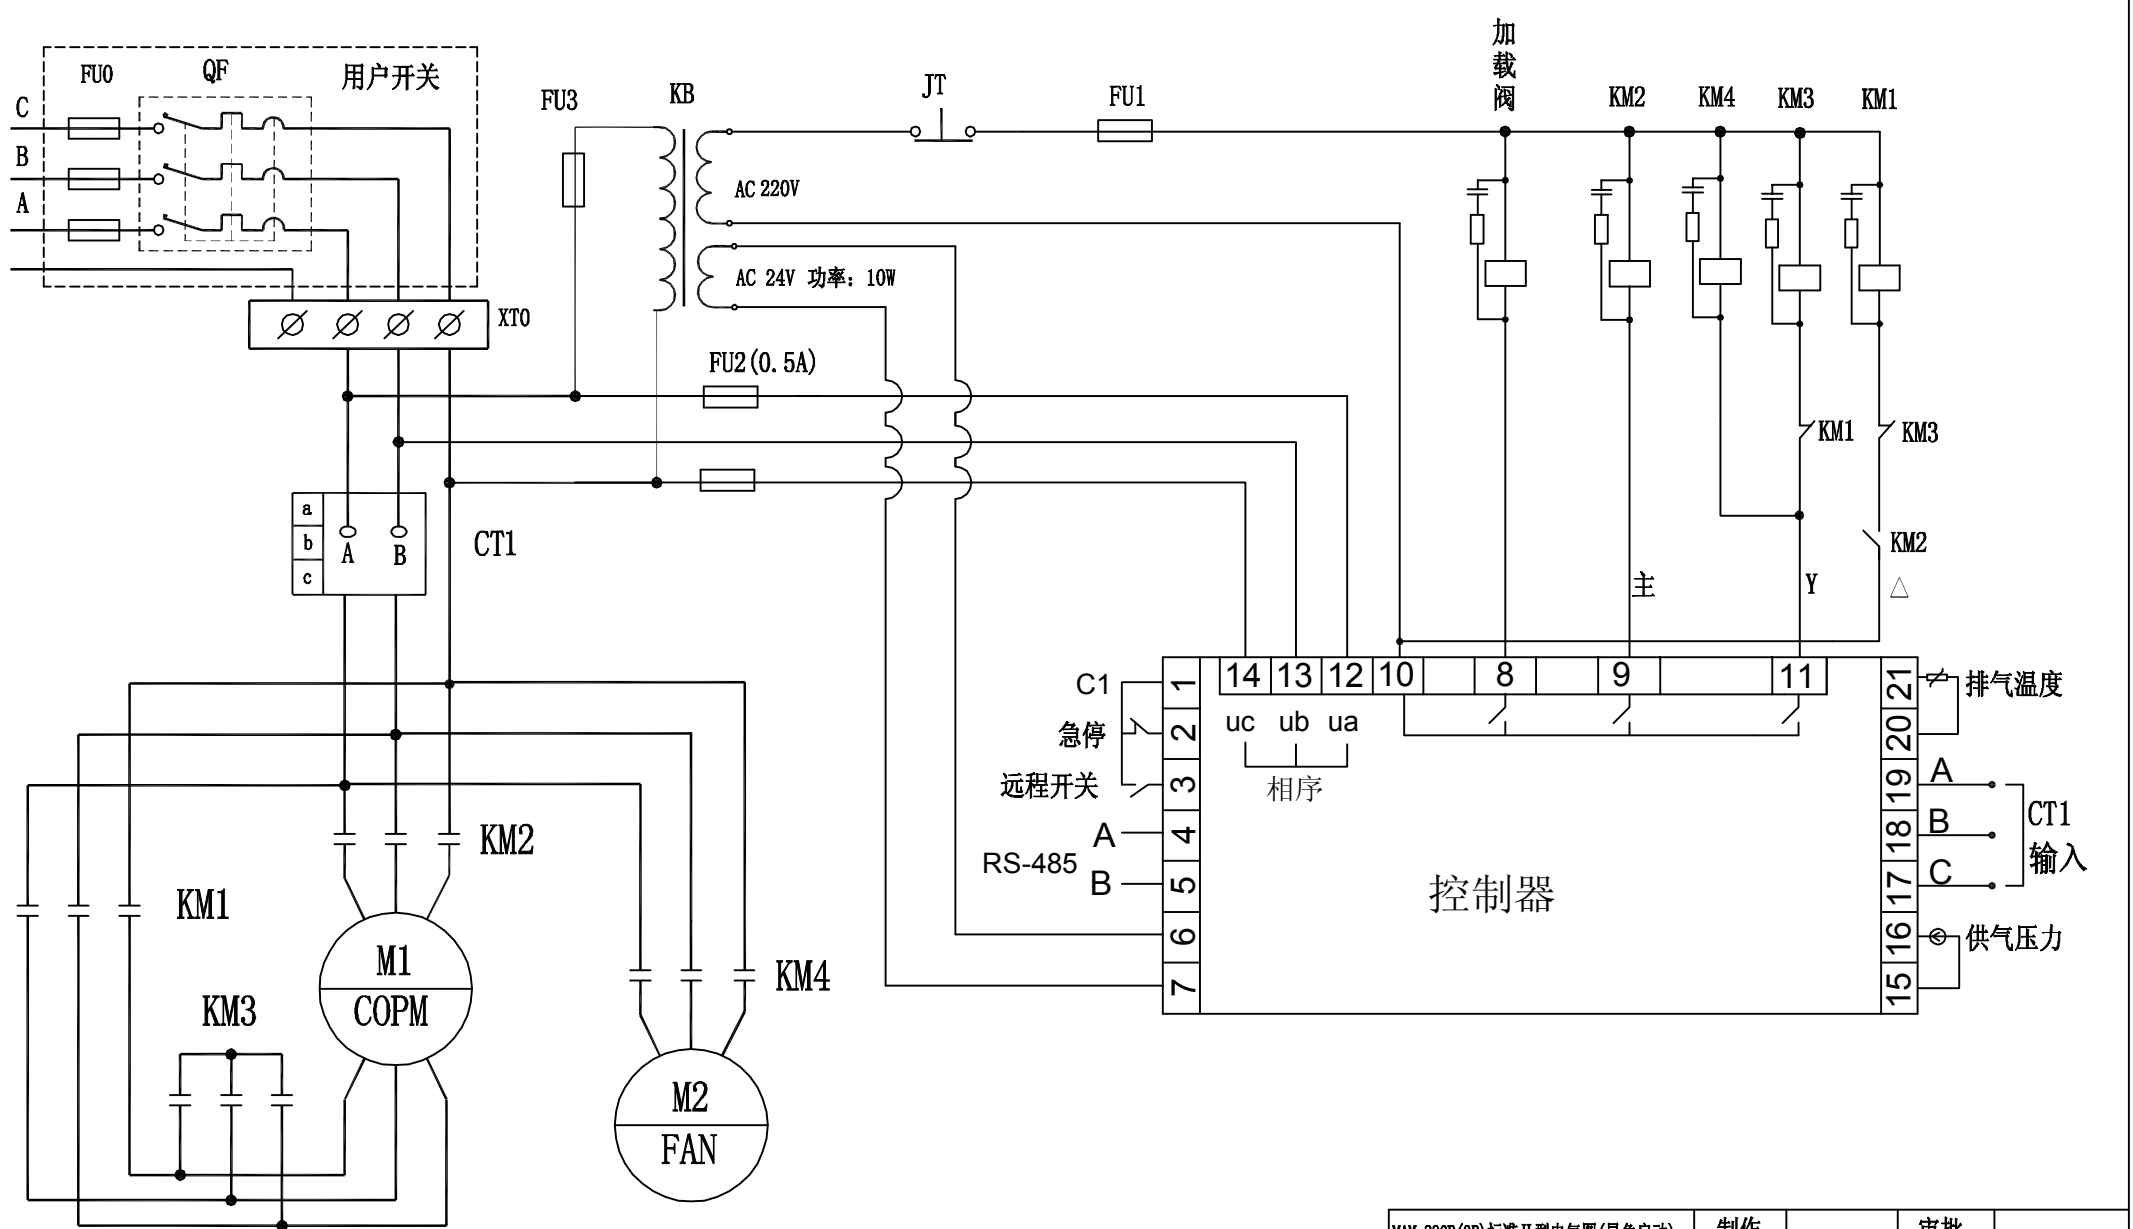 FU0 QF 用户开关
C
B
A
XT0
FU3
KB
JT
FU1
加载阀
KM2
KM4
KM3
KM1
AC 220V
AC 24V 功率：10W
FU2(0.5A)
KM1
KM3
KM2
主
Y
△
a
b
c
A
B
CT1
KM2
KM1
KM3
M1
COPM
KM4
M2
FAN
C1
急停
远程开关
A
RS-485
B
1
2
3
4
5
6
7
14 13 12 10 8 9 11
uc ub ua
相序
控制器
21
20
19
18
17
16
15
排气温度
A
B
C
CT1
输入
供气压力
制作
审批